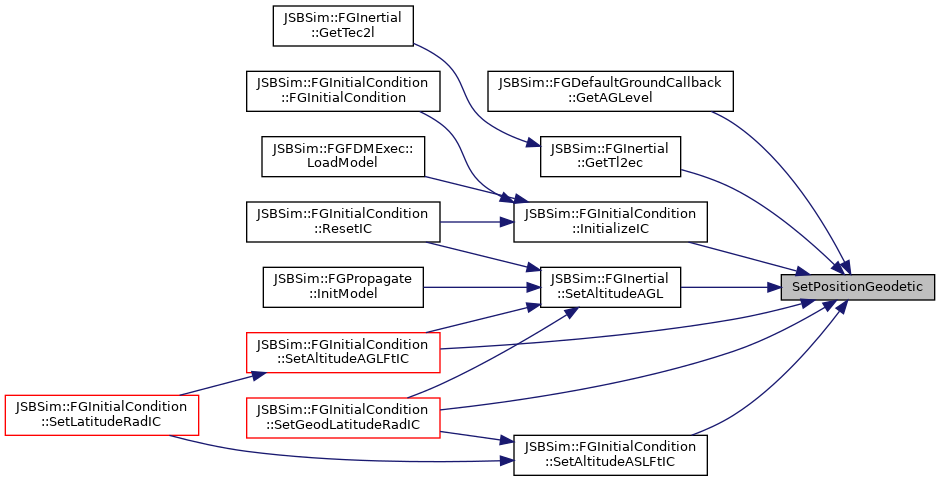 JSBSim::FGInertial
::GetTec2l
JSBSim::FGInitialCondition
::FGInitialCondition
JSBSim::FGDefaultGroundCallback
::GetAGLevel
JSBSim::FGFDMExec::
LoadModel
JSBSim::FGInertial
::GetTl2ec
JSBSim::FGInitialCondition
::ResetIC
JSBSim::FGInitialCondition
::InitializeIC
JSBSim::FGPropagate
::InitModel
JSBSim::FGInertial
::SetAltitudeAGL
SetPositionGeodetic
JSBSim::FGInitialCondition
::SetAltitudeAGLFtIC
JSBSim::FGInitialCondition
::SetLatitudeRadIC
JSBSim::FGInitialCondition
::SetGeodLatitudeRadIC
JSBSim::FGInitialCondition
::SetAltitudeASLFtIC